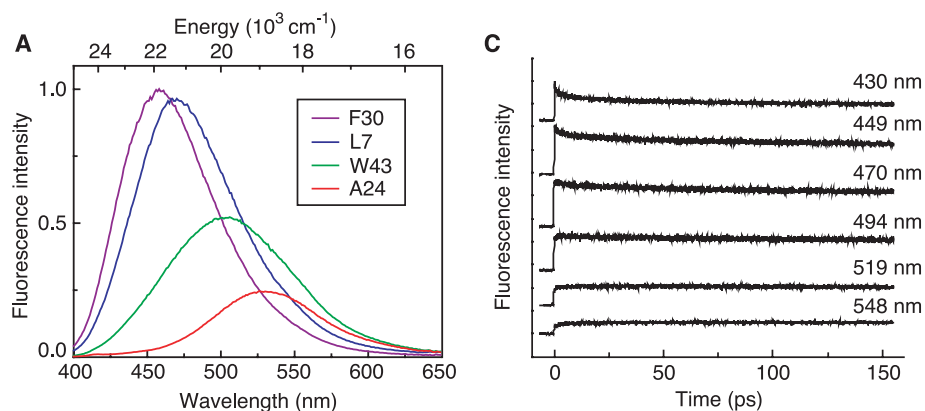 A
Energy (10³ cm⁻¹)
24 22 20 18 16
1.0
0.5
0.0
Fluorescence intensity
F30
L7
W43
A24
400 450 500 550 600 650
Wavelength (nm)
C
Fluorescence intensity
430 nm
449 nm
470 nm
494 nm
519 nm
548 nm
0 50 100 150
Time (ps)